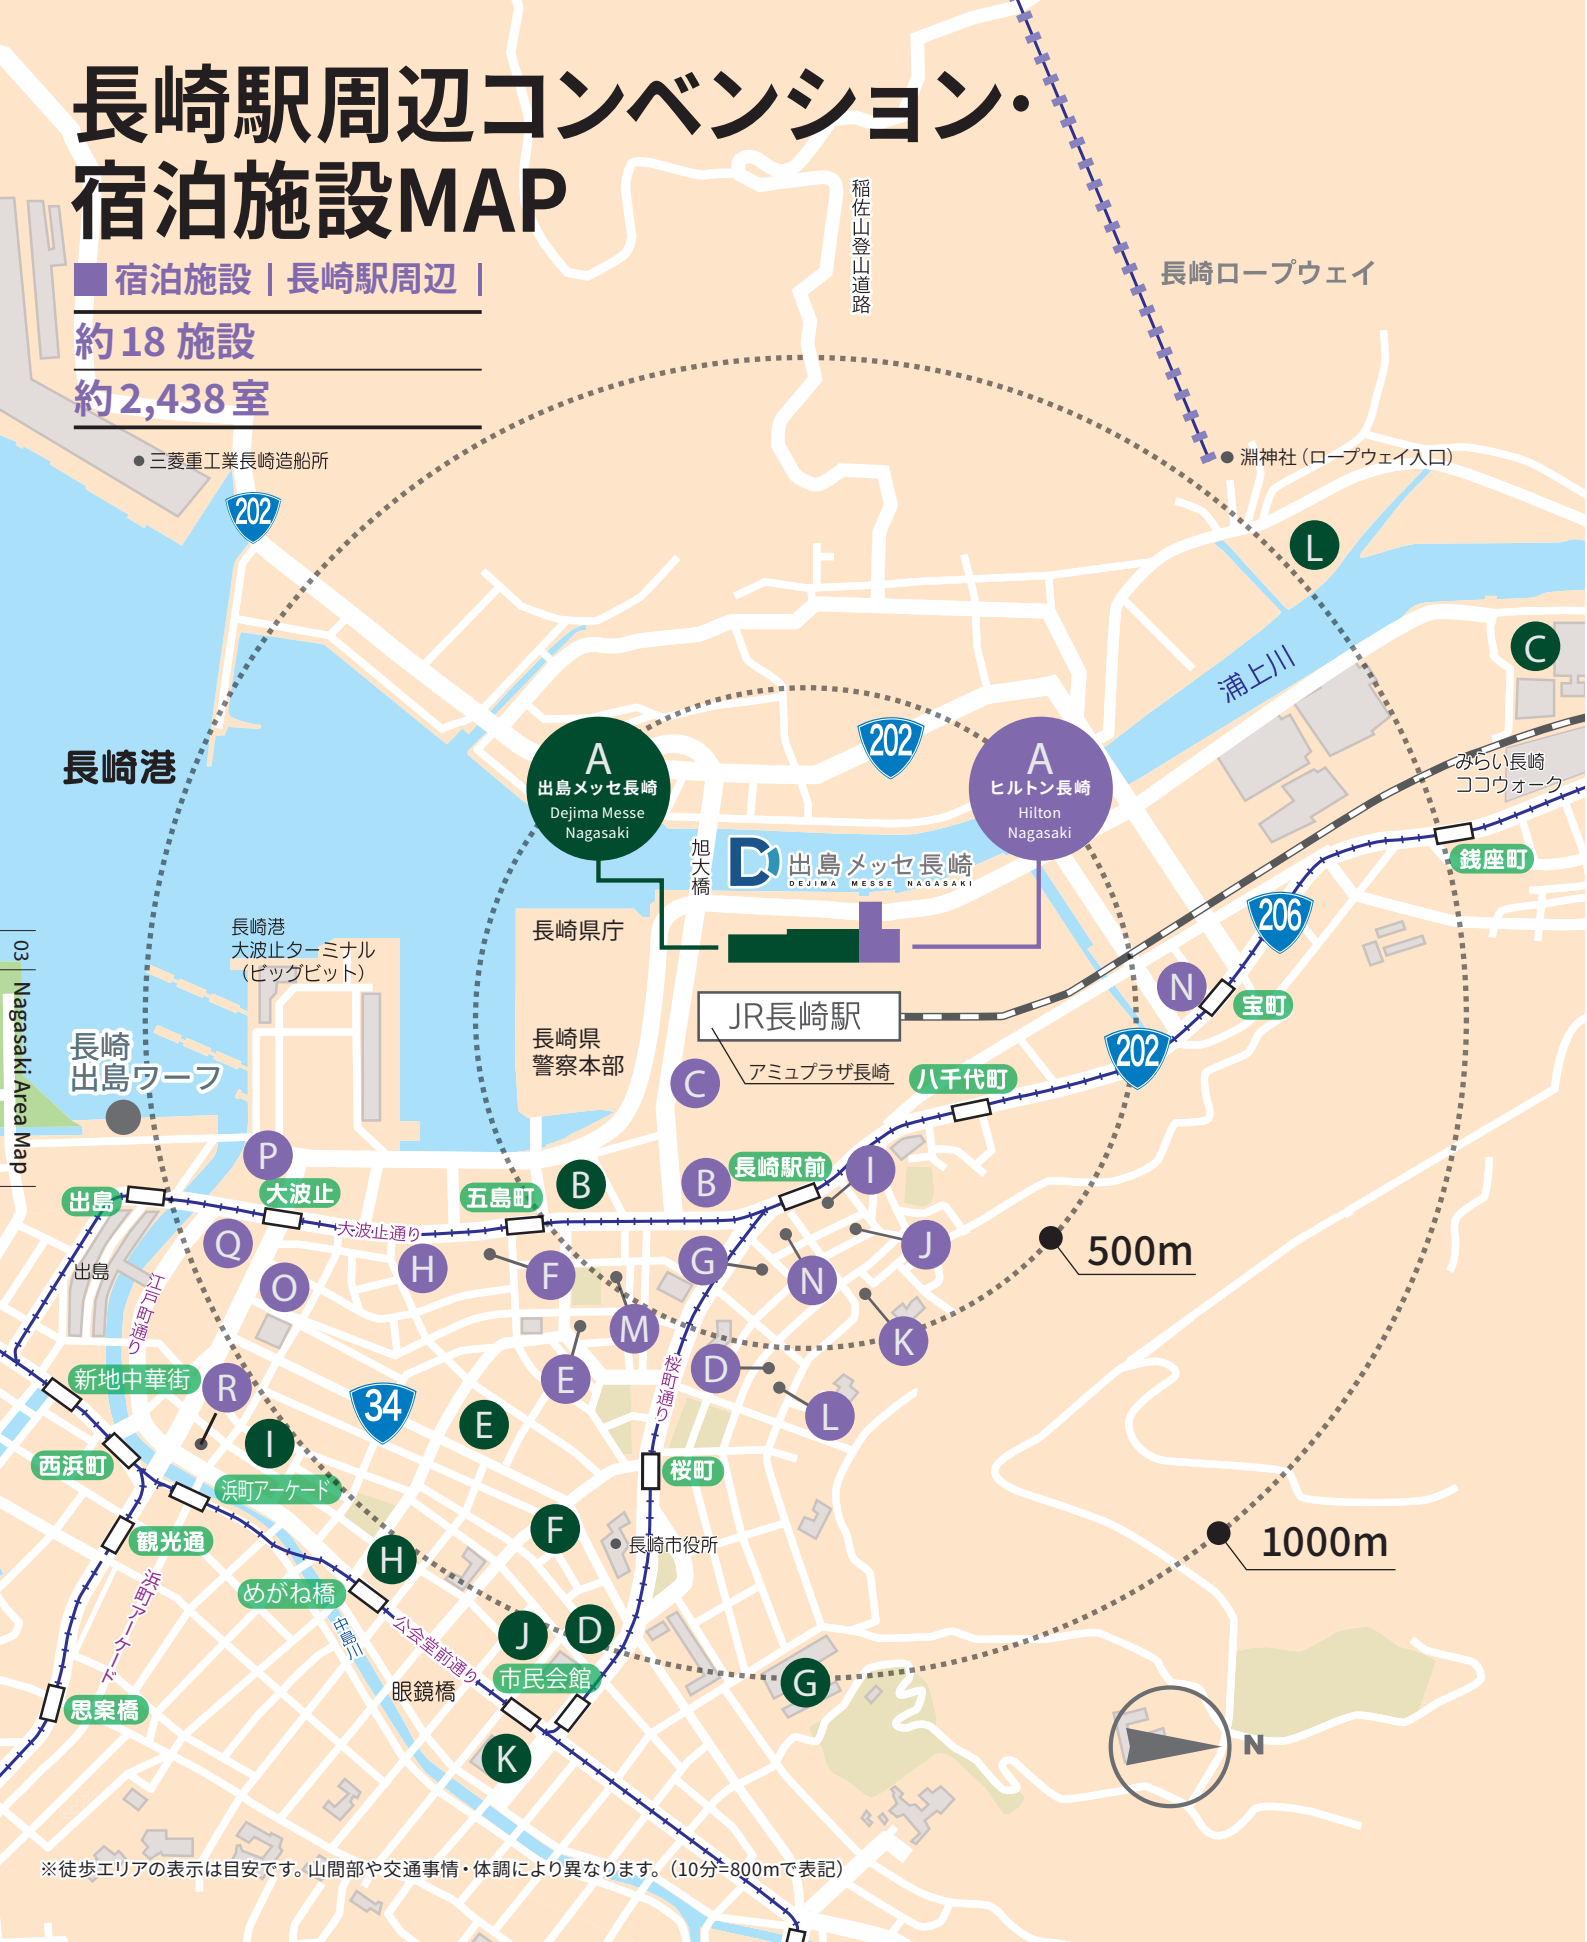 長崎駅周辺コンベンション・
宿泊施設MAP
宿泊施設 | 長崎駅周辺 |
約18 施設
約2,438室
三菱重工業長崎造船所
202
稲佐山登山道路
長崎ロープウェイ
淵神社（ロープウェイ入口）
L
C
浦上川
みらい長崎
ココウォーク
銭座町
206
宝町
N
202
長崎港
A
出島メッセ長崎
Dejima Messe
Nagasaki
202
A
ヒルトン長崎
Hilton
Nagasaki
旭大橋
D
出島メッセ長崎
DEJIMA MESSE NAGASAKI
長崎港
大波止ターミナル
（ビッグビット）
長崎県庁
長崎県
警察本部
JR長崎駅
アミュプラザ長崎
C
八千代町
03
Nagasaki Area Map
長崎
出島ワーフ
P
出島
大波止
大波止通り
五島町
B
B
長崎駅前
I
J
Q
O
H
F
G
N
K
M
E
D
L
500m
1000m
出島
江戸町通り
新地中華街
R
34
I
E
桜町通り
桜町
西浜町
浜町アーケード
観光通
浜町アーケード
F
長崎市役所
H
めがね橋
中島川
公会堂前通り
J
D
市民会館
眼鏡橋
G
K
思案橋
N
※徒歩エリアの表示は目安です。山間部や交通事情・体調により異なります。（10分=800mで表記）